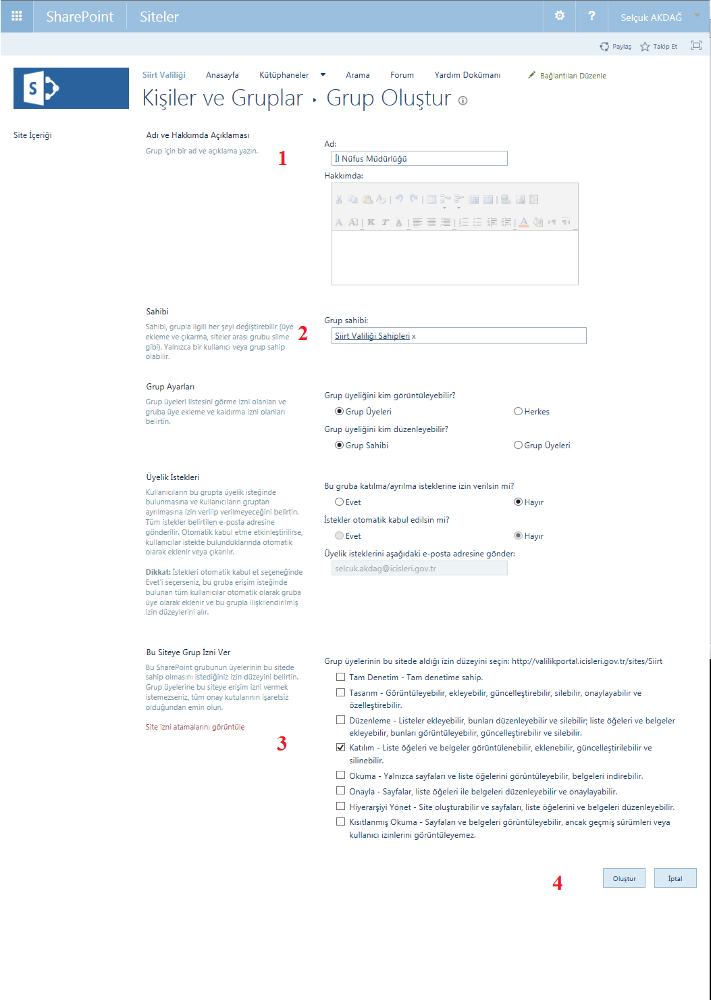 SharePoint
Siteler
?
Selçuk AKDAĞ
Paylaş
Takip Et
S
Siirt Valiliği
Anasayfa
Kütüphaneler
Arama
Forum
Yardım Dokümanı
Bağlantıları Düzenle
Kişiler ve Gruplar ▸ Grup Oluştur
Site İçeriği
Adı ve Hakkımda Açıklaması
Grup için bir ad ve açıklama yazın.
1
Ad:
İl Nüfus Müdürlüğü
Hakkımda:
Sahibi
Sahibi, grupla ilgili her şeyi değiştirebilir (üye
ekleme ve çıkarma, siteler arası grubu silme
gibi). Yalnızca bir kullanıcı veya grup sahip
olabilir.
2
Grup sahibi:
Siirt Valiliği Sahipleri x
Grup Ayarları
Grup üyeleri listesini görme izni olanları ve
gruba üye ekleme ve kaldırma izni olanları
belirtin.
Grup üyeliğini kim görüntüleyebilir?
Grup Üyeleri
Herkes
Grup üyeliğini kim düzenleyebilir?
Grup Sahibi
Grup Üyeleri
Üyelik İstekleri
Kullanıcıların bu grupta üyelik isteğinde
bulunmasına ve kullanıcıların gruptan
ayrılmasına izin verilip verilmeyeceğini belirtin.
Tüm istekler belirtilen e-posta adresine
gönderilir. Otomatik kabul etme etkinleştirilirse,
kullanıcılar istekte bulunduklarında otomatik
olarak eklenir veya çıkarılır.
Dikkat: İstekleri otomatik kabul et seçeneğinde
Evet'i seçerseniz, bu gruba erişim isteğinde
bulunan tüm kullanıcılar otomatik olarak gruba
üye olarak eklenir ve bu grupla ilişkilendirilmiş
izin düzeylerini alır.
Bu gruba katılma/ayrılma isteklerine izin verilsin mi?
Evet
Hayır
İstekler otomatik kabul edilsin mi?
Evet
Hayır
Üyelik isteklerini aşağıdaki e-posta adresine gönder:
selcuk.akdag@icisleri.gov.tr
Bu Siteye Grup İzni Ver
Bu SharePoint grubunun üyelerinin bu sitede
sahip olmasını istediğiniz izin düzeyini belirtin.
Grup üyelerine bu siteye erişim izni vermek
istemezseniz, tüm onay kutularının işaretsiz
olduğundan emin olun.
Site izni atamalarını görüntüle
3
Grup üyelerinin bu sitede aldığı izin düzeyini seçin: http://valilikportal.icisleri.gov.tr/sites/Siirt
Tam Denetim - Tam denetime sahip.
Tasarım - Görüntüleyebilir, ekleyebilir, güncelleştirebilir, silebilir, onaylayabilir ve
özelleştirebilir.
Düzenleme - Listeler ekleyebilir, bunları düzenleyebilir ve silebilir; liste öğeleri ve belgeler
ekleyebilir, bunları görüntüleyebilir, güncelleştirebilir ve silebilir.
Katılım - Liste öğeleri ve belgeler görüntülenebilir, eklenebilir, güncelleştirilebilir ve
silinebilir.
Okuma - Yalnızca sayfaları ve liste öğelerini görüntüleyebilir, belgeleri indirebilir.
Onayla - Sayfalar, liste öğeleri ile belgeleri düzenleyebilir ve onaylayabilir.
Hiyerarşiyi Yönet - Site oluşturabilir ve sayfaları, liste öğelerini ve belgeleri düzenleyebilir.
Kısıtlanmış Okuma - Sayfaları ve belgeleri görüntüleyebilir, ancak geçmiş sürümleri veya
kullanıcı izinlerini görüntüleyemez.
4
Oluştur
İptal